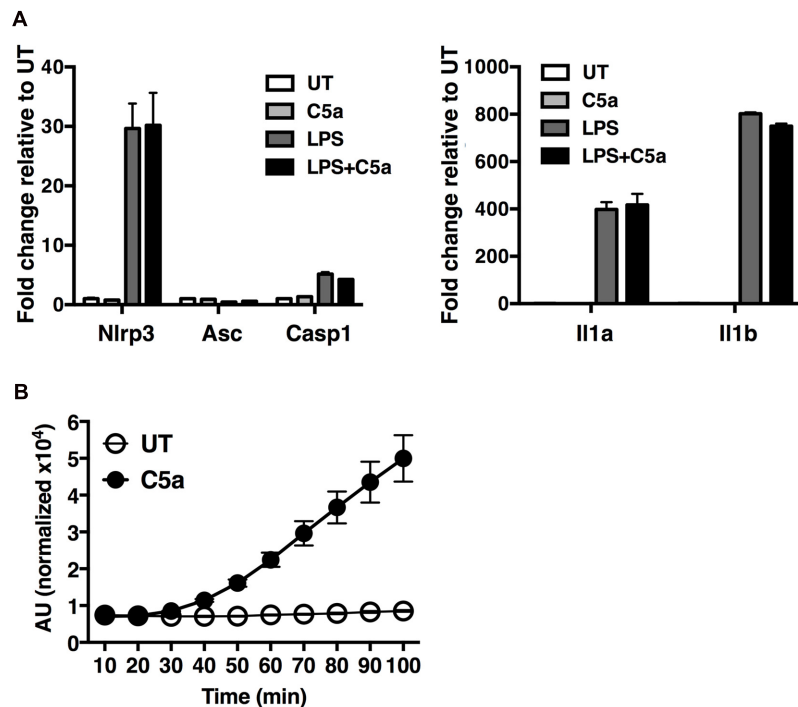 A
Fold change relative to UT
40
30
20
10
0
UT
C5a
LPS
LPS+C5a
Nlrp3 Asc Casp1
Fold change relative to UT
1000
800
600
400
200
0
UT
C5a
LPS
LPS+C5a
Il1a Il1b
B
AU (normalized x10⁴)
6
5
4
3
2
1
0
UT
C5a
10 20 30 40 50 60 70 80 90 100
Time (min)